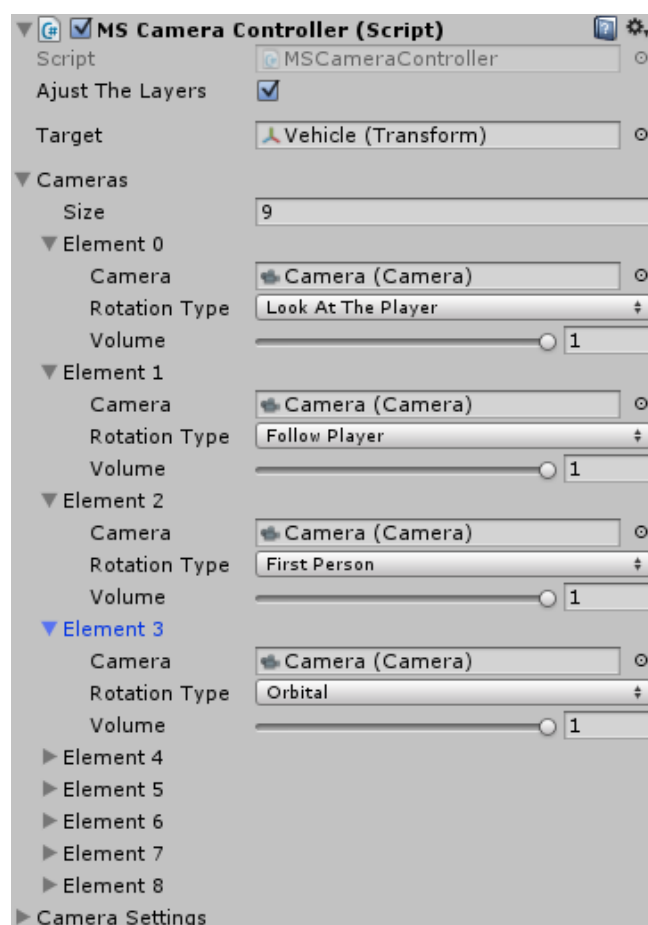 MS Camera Controller (Script)
Script MSCameraController
Ajust The Layers
Target Vehicle (Transform)
Cameras
Size 9
Element 0
Camera Camera (Camera)
Rotation Type Look At The Player
Volume 1
Element 1
Camera Camera (Camera)
Rotation Type Follow Player
Volume 1
Element 2
Camera Camera (Camera)
Rotation Type First Person
Volume 1
Element 3
Camera Camera (Camera)
Rotation Type Orbital
Volume 1
Element 4
Element 5
Element 6
Element 7
Element 8
Camera Settings